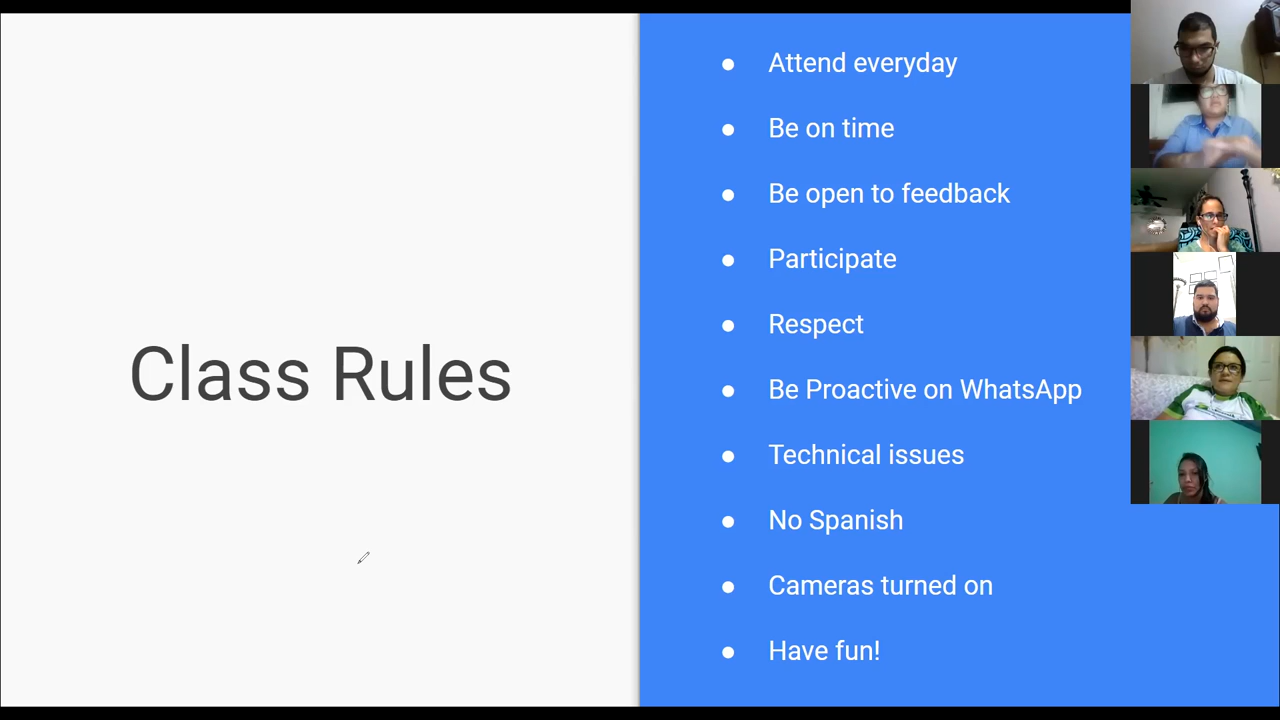 Class Rules
Attend everyday
Be on time
Be open to feedback
Participate
Respect
Be Proactive on WhatsApp
Technical issues
No Spanish
Cameras turned on
Have fun!